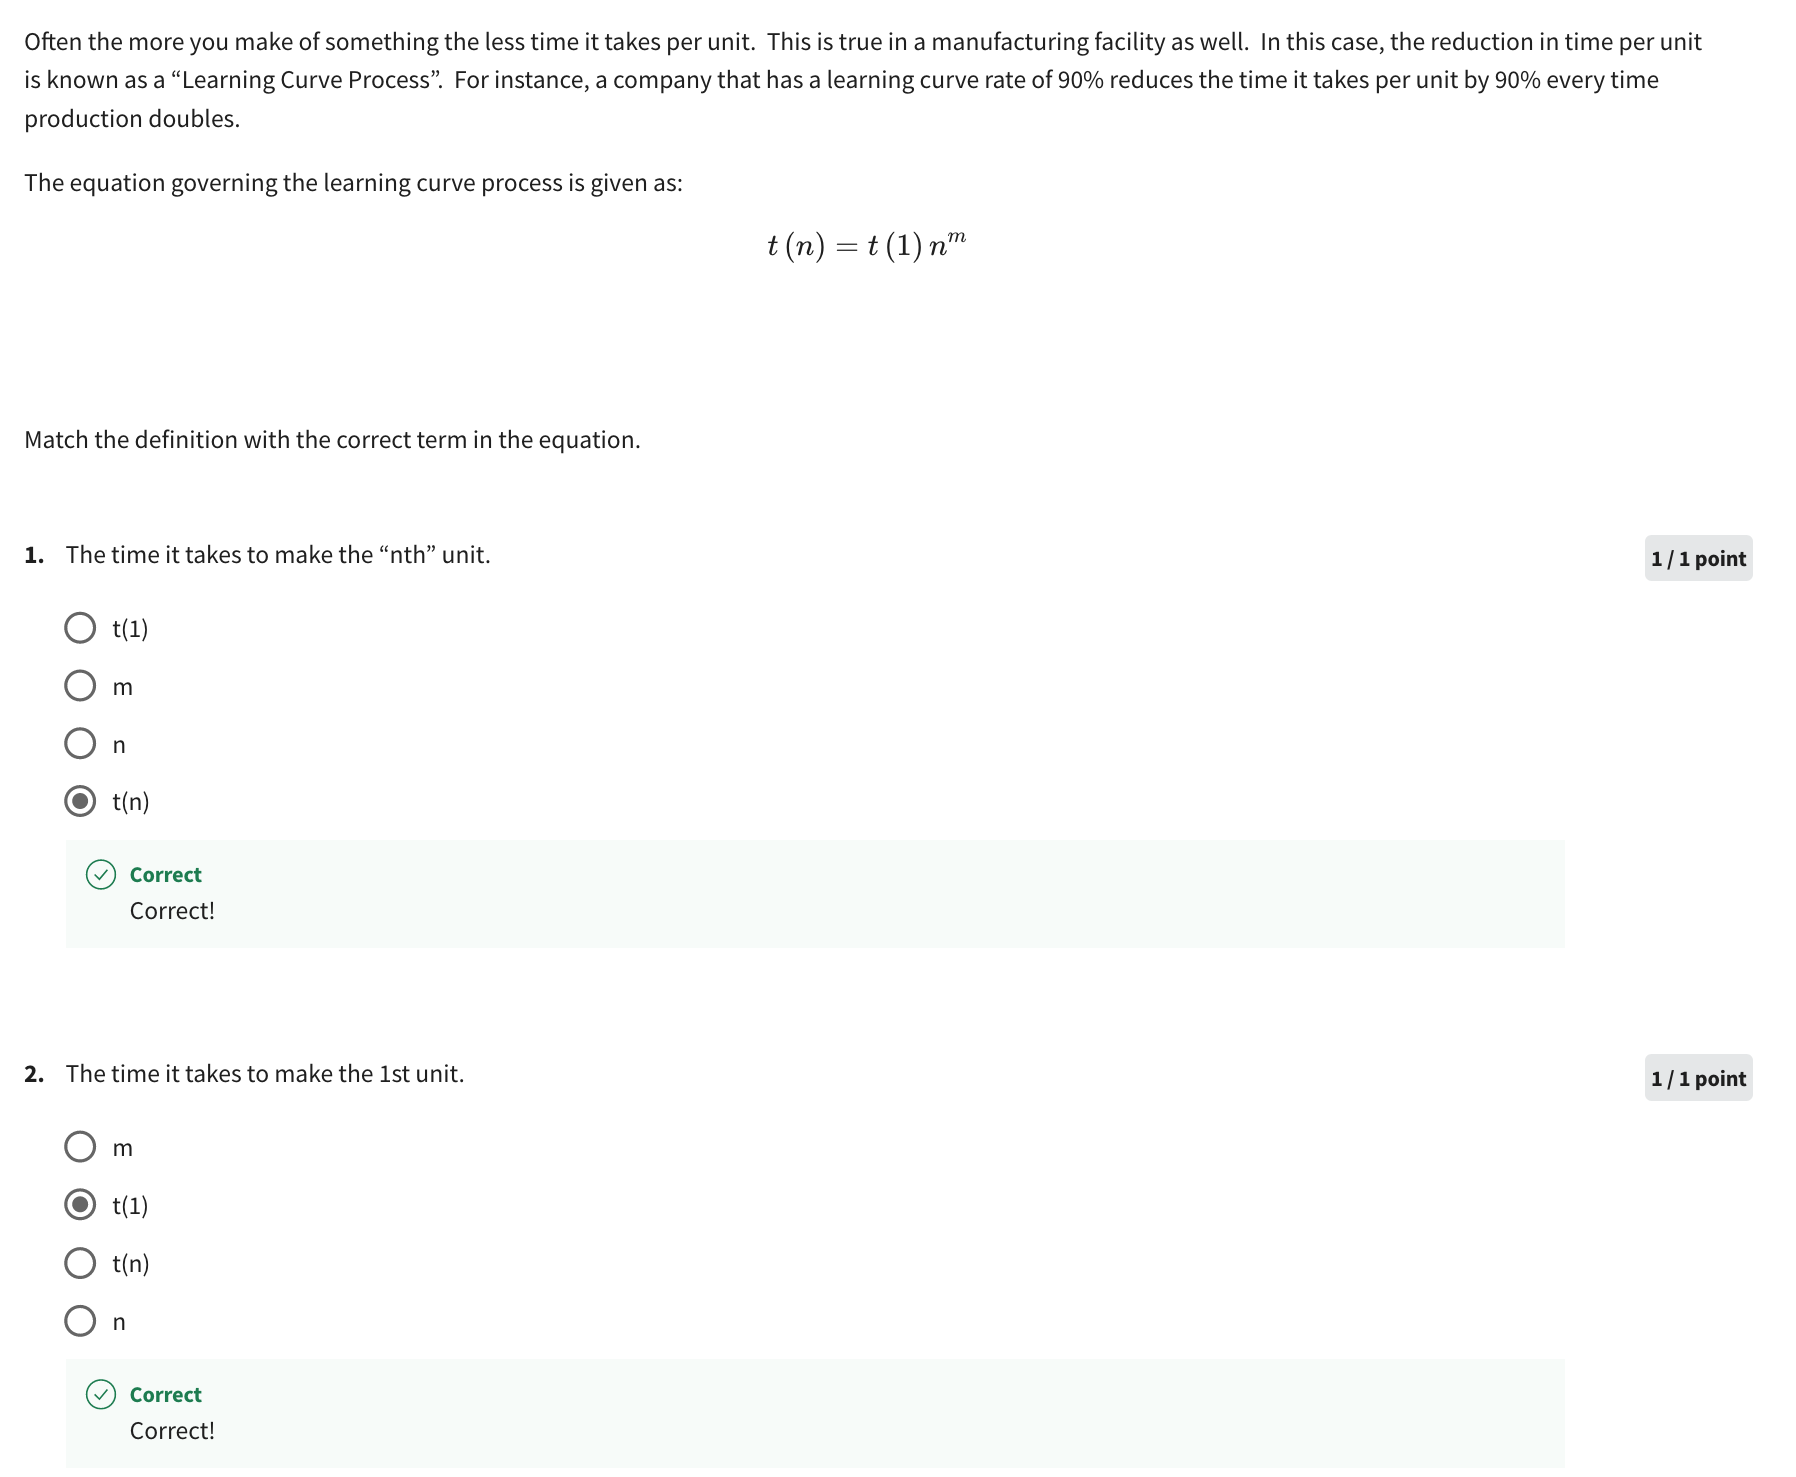 Often the more you make of something the less time it takes per unit.  This is true in a manufacturing facility as well.  In this case, the reduction in time per unit
is known as a “Learning Curve Process”.  For instance, a company that has a learning curve rate of 90% reduces the time it takes per unit by 90% every time
production doubles.
The equation governing the learning curve process is given as:
t (n) = t (1) n^m
Match the definition with the correct term in the equation.
1. The time it takes to make the “nth” unit.
1 / 1 point
t(1)
m
n
t(n)
Correct
Correct!
2. The time it takes to make the 1st unit.
1 / 1 point
m
t(1)
t(n)
n
Correct
Correct!